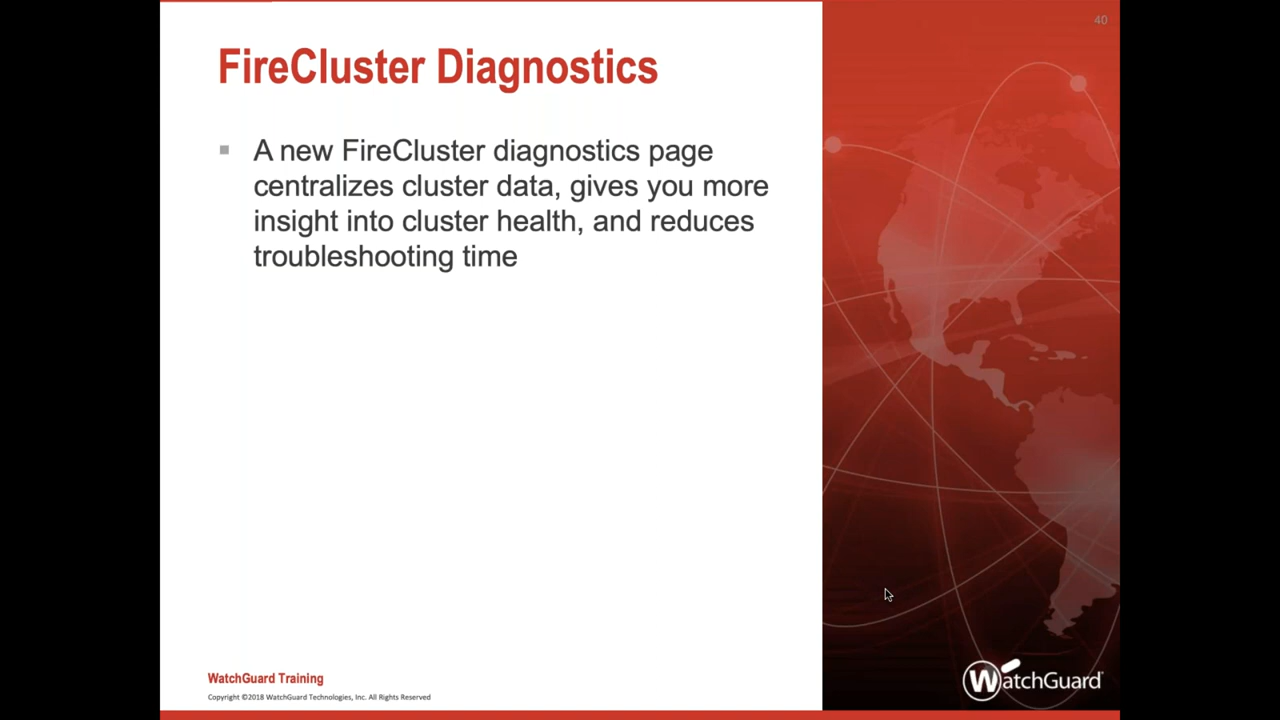 40
FireCluster Diagnostics
A new FireCluster diagnostics page
centralizes cluster data, gives you more
insight into cluster health, and reduces
troubleshooting time
WatchGuard Training
Copyright ©2018 WatchGuard Technologies, Inc. All Rights Reserved
WatchGuard